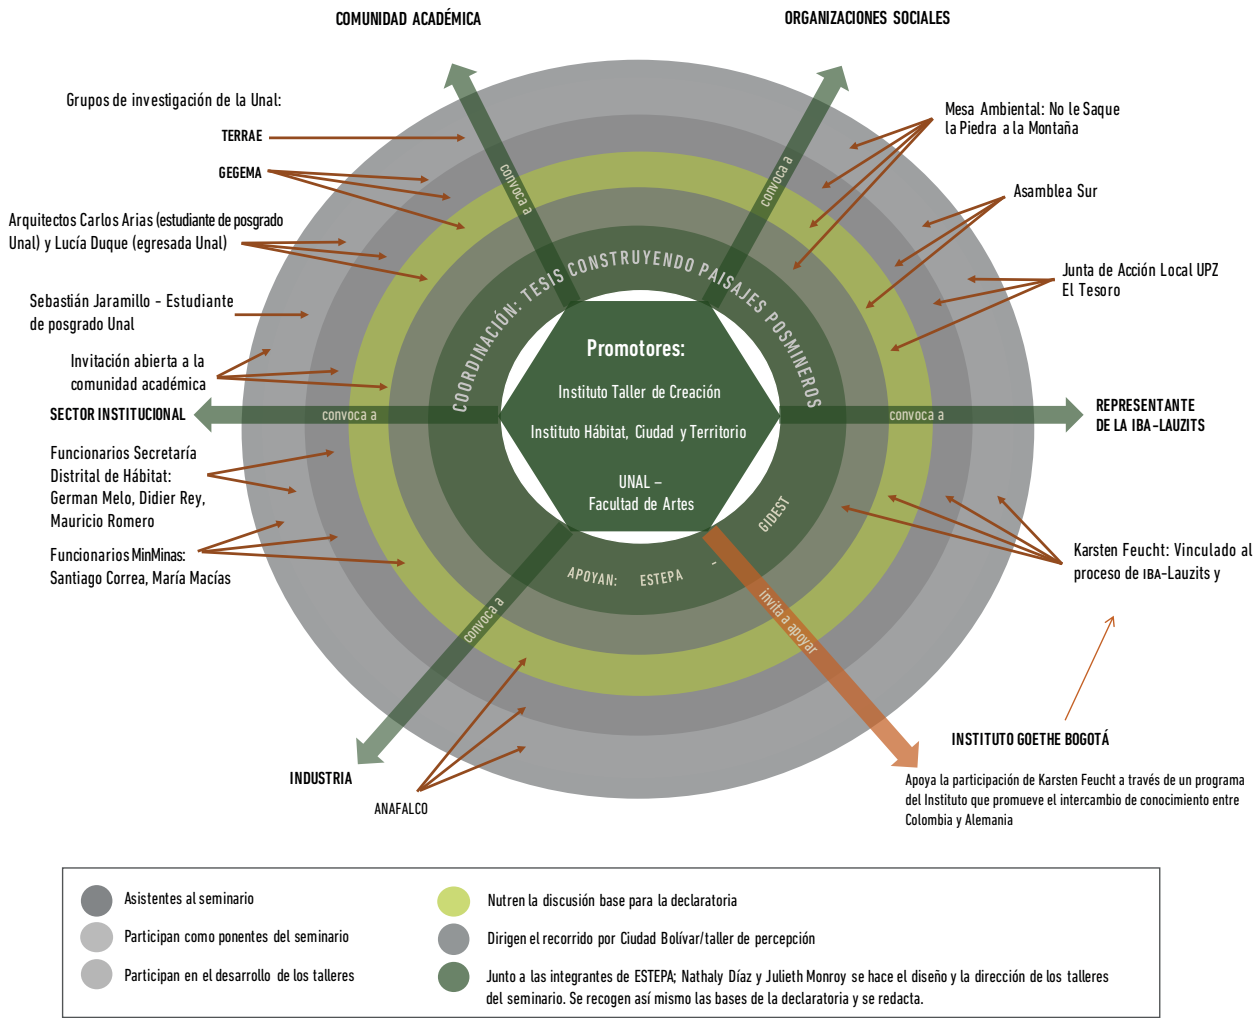 COMUNIDAD ACADÉMICA
ORGANIZACIONES SOCIALES
Grupos de investigación de la Unal:
TERRAE
GEGEMA
Arquitectos Carlos Arias (estudiante de posgrado
Unal) y Lucía Duque (egresada Unal)
Sebastián Jaramillo - Estudiante
de posgrado Unal
Invitación abierta a la
comunidad académica
SECTOR INSTITUCIONAL
Funcionarios Secretaría
Distrital de Hábitat:
German Melo, Didier Rey,
Mauricio Romero
Funcionarios MinMinas:
Santiago Correa, María Macías
INDUSTRIA
ANAFALCO
convoca a
convoca a
convoca a
convoca a
convoca a
invita a apoyar
COORDINACIÓN: TESIS CONSTRUYENDO PAISAJES POSMINEROS
Promotores:
Instituto Taller de Creación
Instituto Hábitat, Ciudad y Territorio
UNAL –
Facultad de Artes
APOYAN: ESTEPA - GIDEST
Mesa Ambiental: No le Saque
la Piedra a la Montaña
Asamblea Sur
Junta de Acción Local UPZ
El Tesoro
REPRESENTANTE
DE LA IBA-LAUZITS
Karsten Feucht: Vinculado al
proceso de IBA-Lauzits y
INSTITUTO GOETHE BOGOTÁ
Apoya la participación de Karsten Feucht a través de un programa
del Instituto que promueve el intercambio de conocimiento entre
Colombia y Alemania
Asistentes al seminario
Participan como ponentes del seminario
Participan en el desarrollo de los talleres
Nutren la discusión base para la declaratoria
Dirigen el recorrido por Ciudad Bolívar/taller de percepción
Junto a las integrantes de ESTEPA; Nathaly Díaz y Julieth Monroy se hace el diseño y la dirección de los talleres
del seminario. Se recogen así mismo las bases de la declaratoria y se redacta.